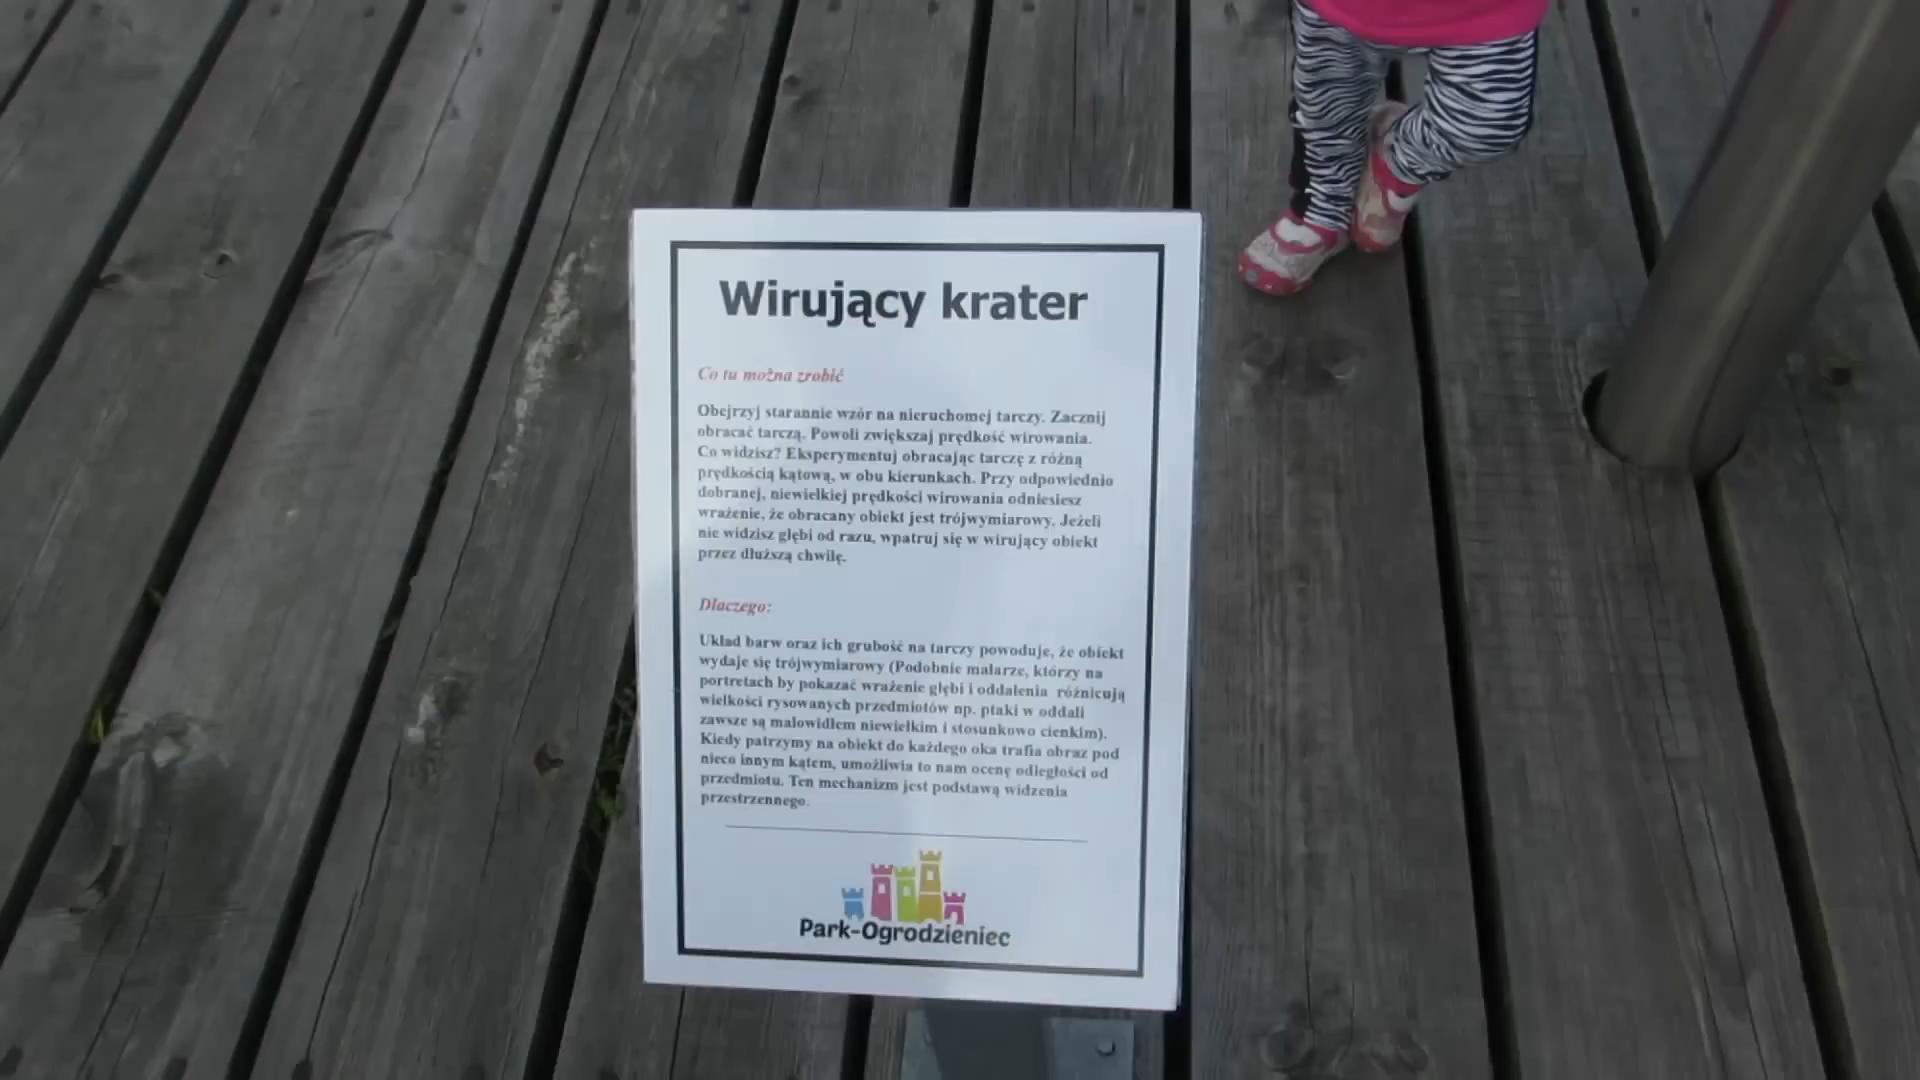 Wirujący krater
Co tu można zrobić
Obejrzyj starannie wzór na nieruchomej tarczy. Zacznij
obracać tarczą. Powoli zwiększaj prędkość wirowania.
Co widzisz? Eksperymentuj obracając tarczę z różną
prędkością kątową, w obu kierunkach. Przy odpowiednio
dobranej, niewielkiej prędkości wirowania odniesiesz
wrażenie, że obracany obiekt jest trójwymiarowy. Jeżeli
nie widzisz głębi od razu, wpatruj się w wirujący obiekt
przez dłuższą chwilę.
Dlaczego:
Układ barw oraz ich grubość na tarczy powoduje, że obiekt
wydaje się trójwymiarowy (Podobnie malarze, którzy na
portretach by pokazać wrażenie głębi i oddalenia różnicują
wielkości rysowanych przedmiotów np. ptaki w oddali
zawsze są malowidłem niewielkim i stosunkowo cienkim).
Kiedy patrzymy na obiekt do każdego oka trafia obraz pod
nieco innym kątem, umożliwia to nam ocenę odległości od
przedmiotu. Ten mechanizm jest podstawą widzenia
przestrzennego.
Park-Ogrodzieniec